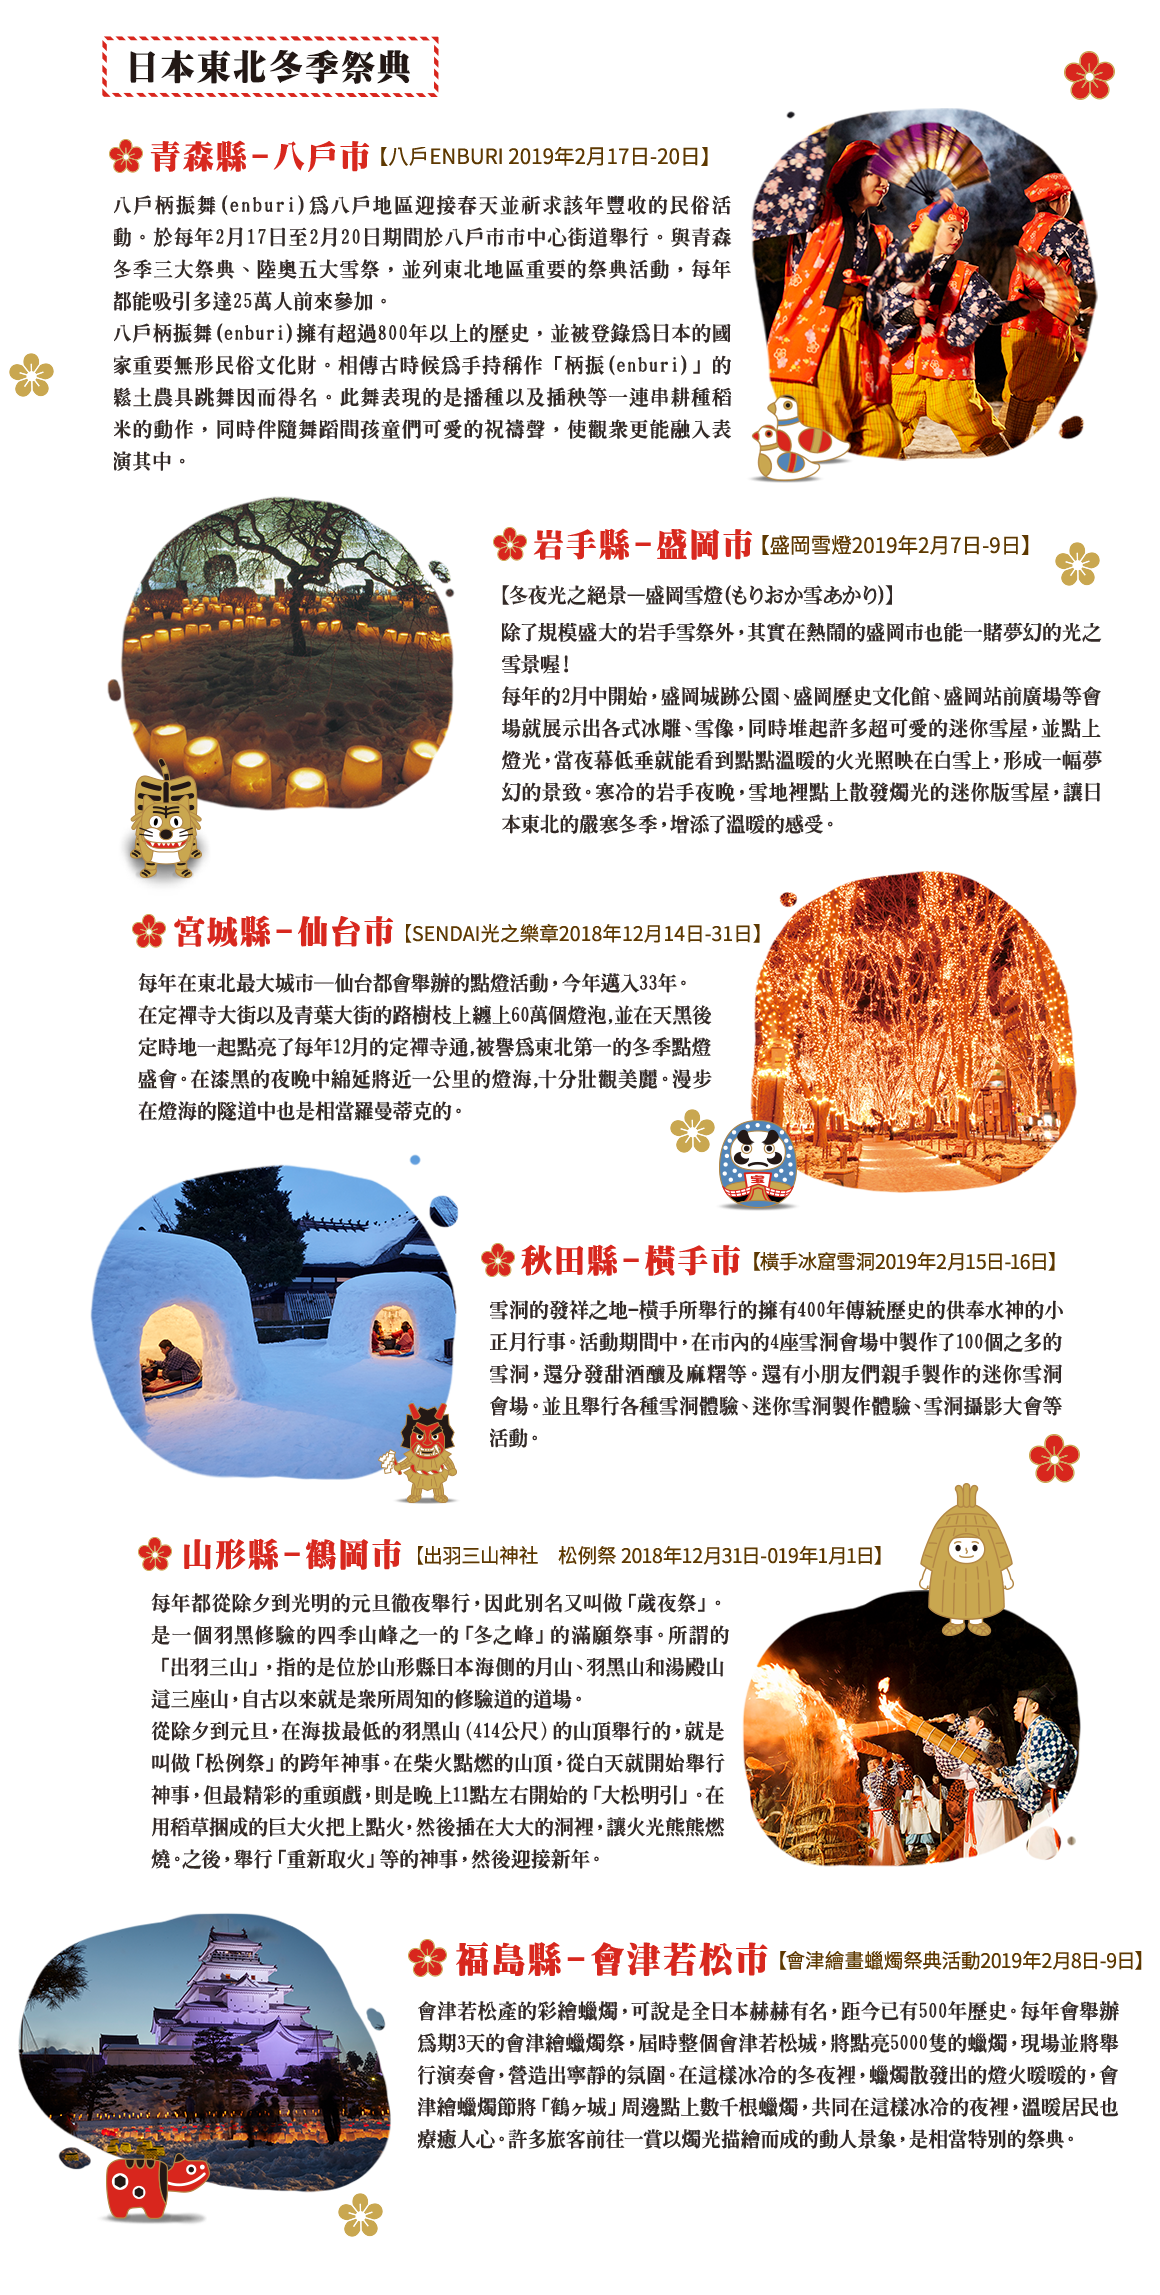 日本東北冬季祭典
青森縣－八戶市【八戶ENBURI 2019年2月17日-20日】
八戶柄振舞(enburi)爲八戶地區迎接春天並祈求該年豐收的民俗活
動。於每年2月17日至2月20日期間於八戶市市中心街道舉行。與青森
冬季三大祭典、陸奧五大雪祭，並列東北地區重要的祭典活動，每年
都能吸引多達25萬人前來參加。
八戶柄振舞(enburi)擁有超過800年以上的歷史，並被登錄爲日本的國
家重要無形民俗文化財。相傳古時候爲手持稱作「柄振(enburi)」的
鬆土農具跳舞因而得名。此舞表現的是播種以及插秧等一連串耕種稻
米的動作，同時伴隨舞蹈間孩童們可愛的祝禱聲，使觀衆更能融入表
演其中。
岩手縣－盛岡市【盛岡雪燈2019年2月7日-9日】
【冬夜光之絕景—盛岡雪燈(もりおか雪あかり)】
除了規模盛大的岩手雪祭外，其實在熱鬧的盛岡市也能一賭夢幻的光之
雪景喔！
每年的2月中開始，盛岡城跡公園、盛岡歷史文化館、盛岡站前廣場等會
場就展示出各式冰雕、雪像，同時堆起許多超可愛的迷你雪屋，並點上
燈光，當夜幕低垂就能看到點點溫暖的火光照映在白雪上，形成一幅夢
幻的景致。寒冷的岩手夜晚，雪地裡點上散發燭光的迷你版雪屋，讓日
本東北的嚴寒冬季，增添了溫暖的感受。
宮城縣－仙台市【SENDAI光之樂章2018年12月14日-31日】
每年在東北最大城市—仙台都會舉辦的點燈活動，今年邁入33年。
在定禪寺大街以及青葉大街的路樹枝上纏上60萬個燈泡,並在天黑後
定時地一起點亮了每年12月的定禪寺通,被譽爲東北第一的冬季點燈
盛會。在漆黑的夜晚中綿延將近一公里的燈海,十分壯觀美麗。漫步
在燈海的隧道中也是相當羅曼蒂克的。
宝
秋田縣－橫手市【橫手冰窟雪洞2019年2月15日-16日】
雪洞的發祥之地—橫手所舉行的擁有400年傳統歷史的供奉水神的小
正月行事。活動期間中，在市內的4座雪洞會場中製作了100個之多的
雪洞，還分發甜酒釀及麻糬等。還有小朋友們親手製作的迷你雪洞
會場。並且舉行各種雪洞體驗、迷你雪洞製作體驗、雪洞攝影大會等
活動。
山形縣－鶴岡市【出羽三山神社　松例祭 2018年12月31日-019年1月1日】
每年都從除夕到光明的元旦徹夜舉行，因此別名又叫做「歲夜祭」。
是一個羽黑修驗的四季山峰之一的「冬之峰」的滿願祭事。所謂的
「出羽三山」，指的是位於山形縣日本海側的月山、羽黑山和湯殿山
這三座山，自古以來就是衆所周知的修驗道的道場。
從除夕到元旦，在海拔最低的羽黑山（414公尺）的山頂舉行的，就是
叫做「松例祭」的跨年神事。在柴火點燃的山頂，從白天就開始舉行
神事，但最精彩的重頭戲，則是晚上11點左右開始的「大松明引」。在
用稻草捆成的巨大火把上點火，然後插在大大的洞裡，讓火光熊熊燃
燒。之後，舉行「重新取火」等的神事，然後迎接新年。
福島縣－會津若松市【會津繪畫蠟燭祭典活動2019年2月8日-9日】
會津若松產的彩繪蠟燭，可說是全日本赫赫有名，距今已有500年歷史。每年會舉辦
爲期3天的會津繪蠟燭祭，屆時整個會津若松城，將點亮5000隻的蠟燭，現場並將舉
行演奏會，營造出寧靜的氛圍。在這樣冰冷的冬夜裡，蠟燭散發出的燈火暖暖的，會
津繪蠟燭節將「鶴ヶ城」周邊點上數千根蠟燭，共同在這樣冰冷的夜裡，溫暖居民也
療癒人心。許多旅客前往一賞以燭光描繪而成的動人景象，是相當特別的祭典。